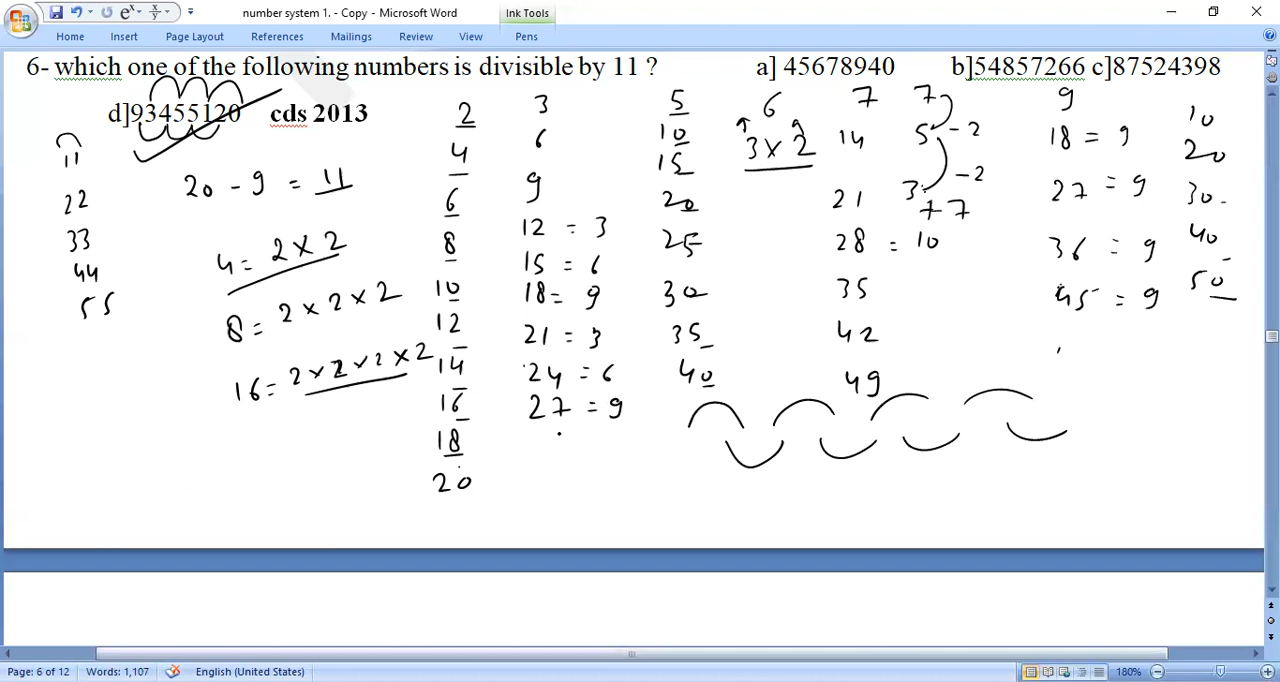 number system 1. - Copy - Microsoft Word
Ink Tools
Home Insert Page Layout References Mailings Review View Pens
6- which one of the following numbers is divisible by 11 ? a] 45678940 b]54857266 c]87524398
d]93455120 cds 2013
11
22
33
44
55
20 - 9 = 11
4 = 2 × 2
8 = 2 × 2 × 2
16 = 2 × 2 × 2 × 2
2
4
6
8
10
12
14
16
18
20
3
6
9
12 = 3
15 = 6
18 = 9
21 = 3
24 = 6
27 = 9
5
10
15
20
25
30
35
40
6
3 × 2
7
14
21
28 = 10
35
42
49
7
5 - 2
3 - 2
+ 7
9
18 = 9
27 = 9
36 = 9
45 = 9
10
20
30
40
50
Page: 6 of 12 Words: 1,107 English (United States) 180%